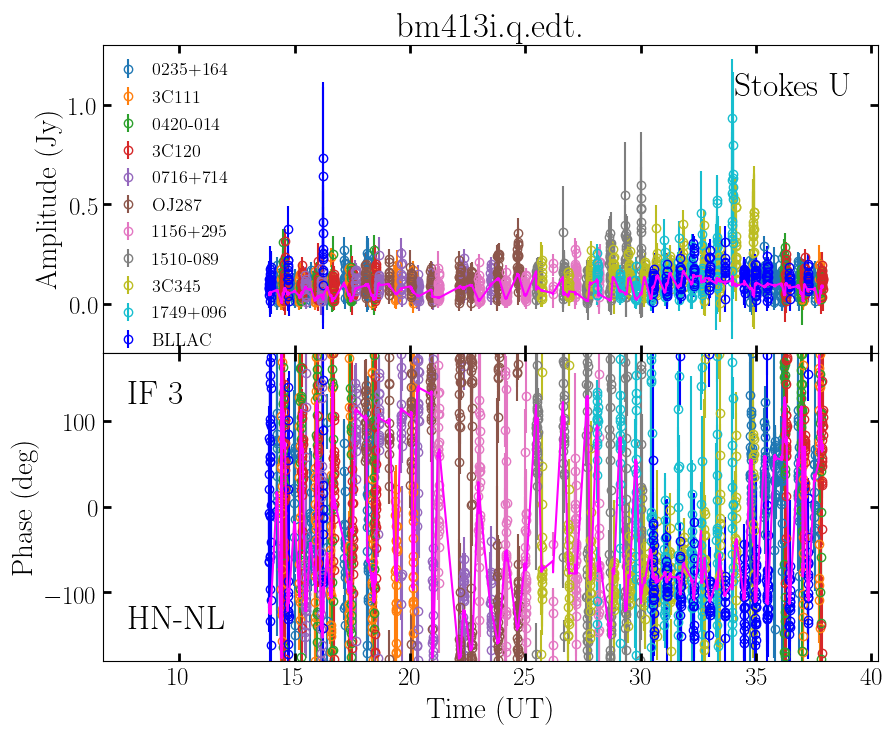 bm413i.q.edt.
Stokes U
Amplitude (Jy)
1.0
0.5
0.0
0235+164
3C111
0420-014
3C120
0716+714
OJ287
1156+295
1510-089
3C345
1749+096
BLLAC
IF 3
HN-NL
Phase (deg)
100
0
−100
10
15
20
25
30
35
40
Time (UT)